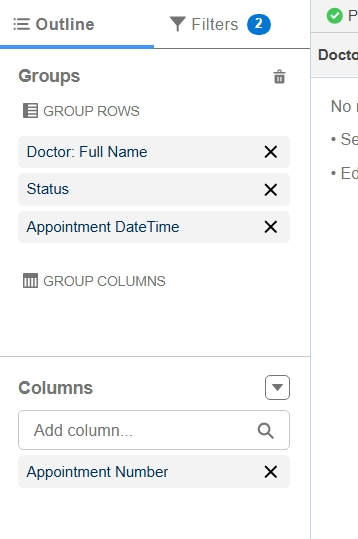 Outline
Filters 2
Groups
GROUP ROWS
Doctor: Full Name
Status
Appointment DateTime
GROUP COLUMNS
Columns
Add column...
Appointment Number
P
Docto
No
• Se
• Ed